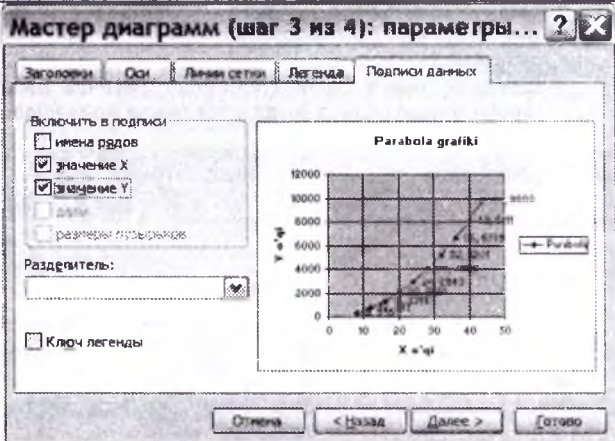 Мастер диаграмм (шаг 3 из 4): параметры...
Заголовки Оси Линии сетки Легенда Подписи данных
Включить в подписи
имена рядов
значение X
значение Y
доли
размеры пузырьков
Разделитель:
Ключ легенды
Parabola grafiki
12000
10000
8000
6000
4000
2000
0
Y o'qi
0 10 20 30 40 50
X o'qi
Parabola
Отмена < Назад Далее > Готово